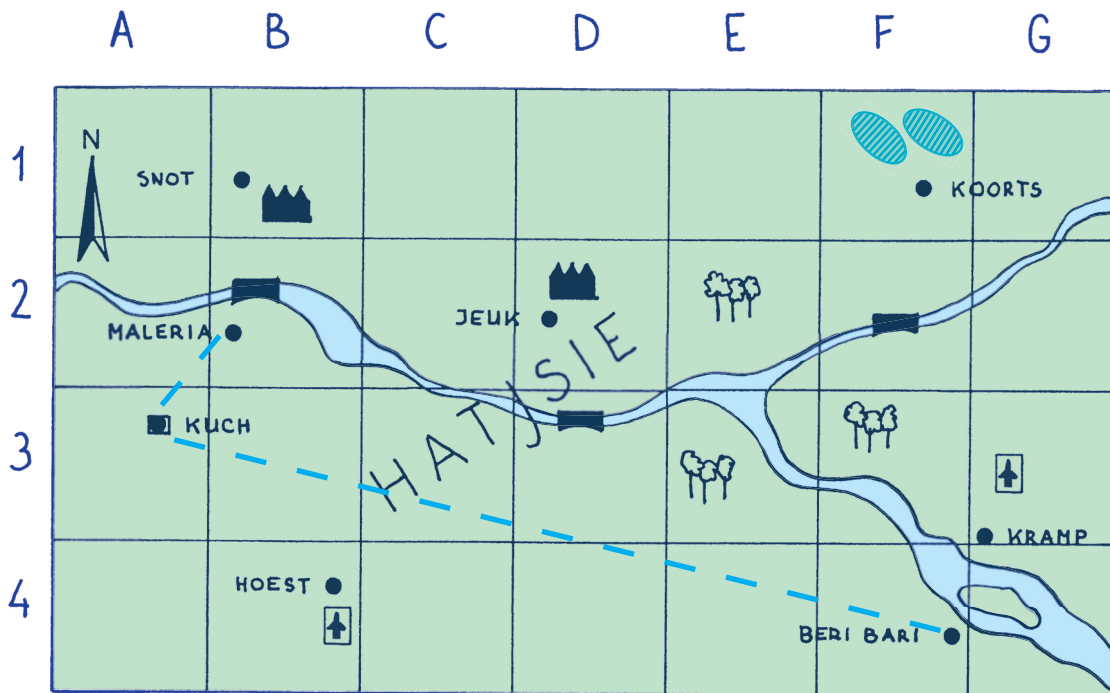 A B C D E F G
N
1
SNOT
KOORTS
2
MALERIA
JEUK
HATJSIE
3
KUCH
KRAMP
4
HOEST
BERI BARI